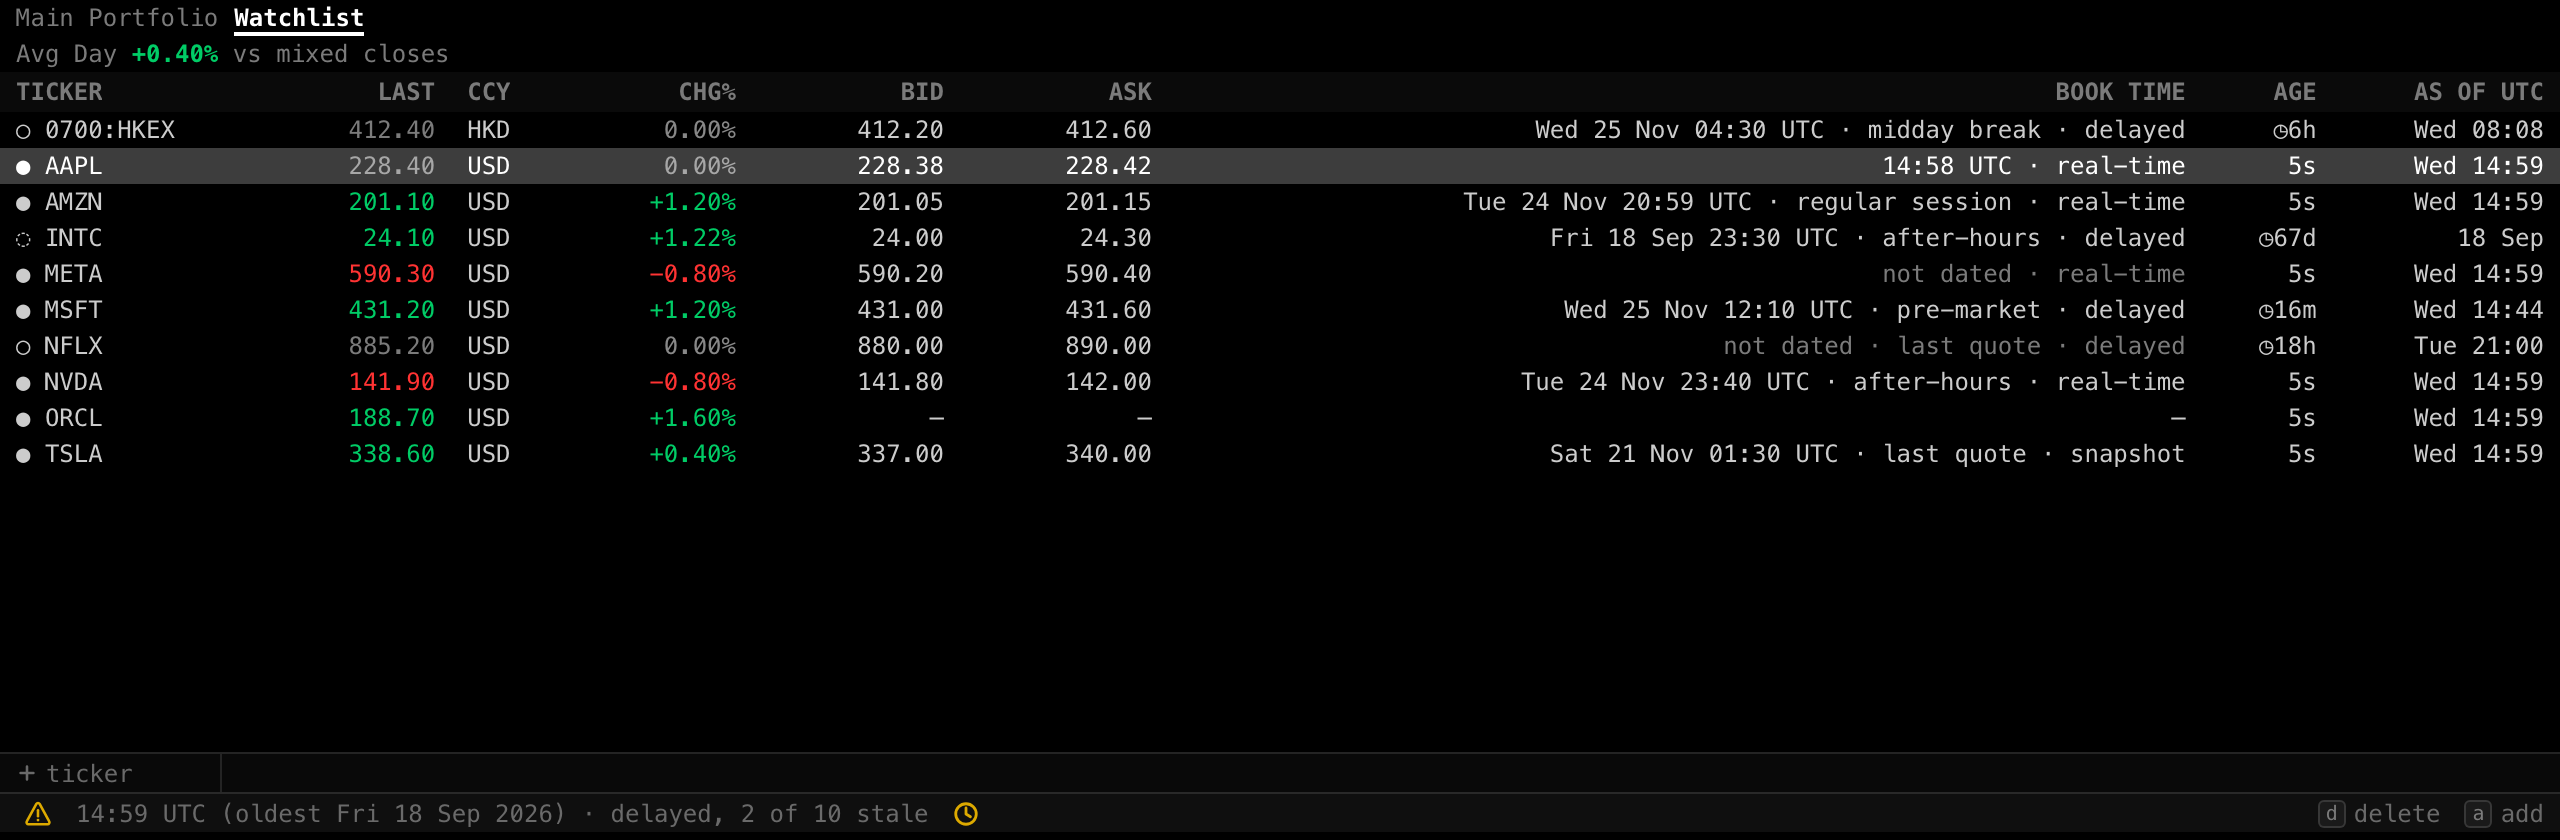 Main Portfolio Watchlist
Avg Day +0.40% vs mixed closes
TICKER LAST CCY CHG% BID ASK BOOK TIME AGE AS OF UTC
○ 0700:HKEX 412.40 HKD 0.00% 412.20 412.60 Wed 25 Nov 04:30 UTC · midday break · delayed ◷6h Wed 08:08
● AAPL 228.40 USD 0.00% 228.38 228.42 14:58 UTC · real-time 5s Wed 14:59
● AMZN 201.10 USD +1.20% 201.05 201.15 Tue 24 Nov 20:59 UTC · regular session · real-time 5s Wed 14:59
◌ INTC 24.10 USD +1.22% 24.00 24.30 Fri 18 Sep 23:30 UTC · after-hours · delayed ◷67d 18 Sep
● META 590.30 USD −0.80% 590.20 590.40 not dated · real-time 5s Wed 14:59
● MSFT 431.20 USD +1.20% 431.00 431.60 Wed 25 Nov 12:10 UTC · pre-market · delayed ◷16m Wed 14:44
○ NFLX 885.20 USD 0.00% 880.00 890.00 not dated · last quote · delayed ◷18h Tue 21:00
● NVDA 141.90 USD −0.80% 141.80 142.00 Tue 24 Nov 23:40 UTC · after-hours · real-time 5s Wed 14:59
● ORCL 188.70 USD +1.60% — — — 5s Wed 14:59
● TSLA 338.60 USD +0.40% 337.00 340.00 Sat 21 Nov 01:30 UTC · last quote · snapshot 5s Wed 14:59
+ ticker
14:59 UTC (oldest Fri 18 Sep 2026) · delayed, 2 of 10 stale d delete a add